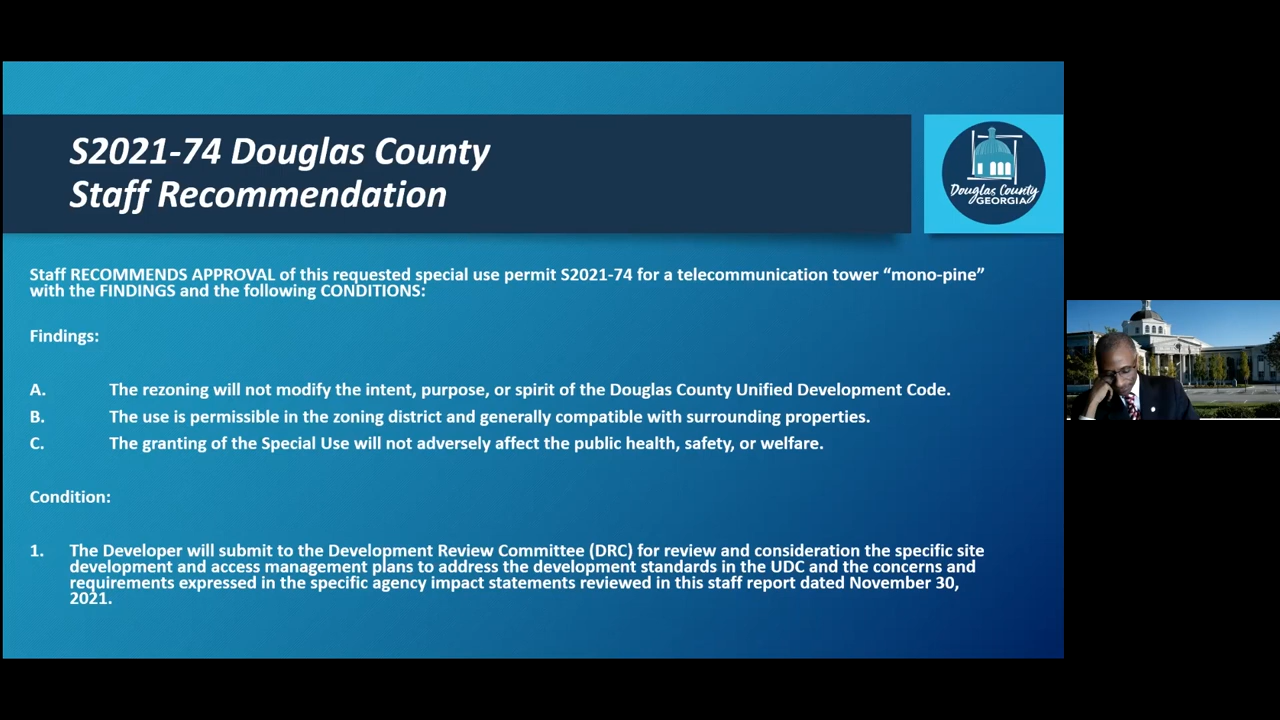 S2021-74 Douglas County
Staff Recommendation
Douglas County
GEORGIA
Staff RECOMMENDS APPROVAL of this requested special use permit S2021-74 for a telecommunication tower “mono-pine”
with the FINDINGS and the following CONDITIONS:
Findings:
A. The rezoning will not modify the intent, purpose, or spirit of the Douglas County Unified Development Code.
B. The use is permissible in the zoning district and generally compatible with surrounding properties.
C. The granting of the Special Use will not adversely affect the public health, safety, or welfare.
Condition:
1. The Developer will submit to the Development Review Committee (DRC) for review and consideration the specific site
development and access management plans to address the development standards in the UDC and the concerns and
requirements expressed in the specific agency impact statements reviewed in this staff report dated November 30,
2021.